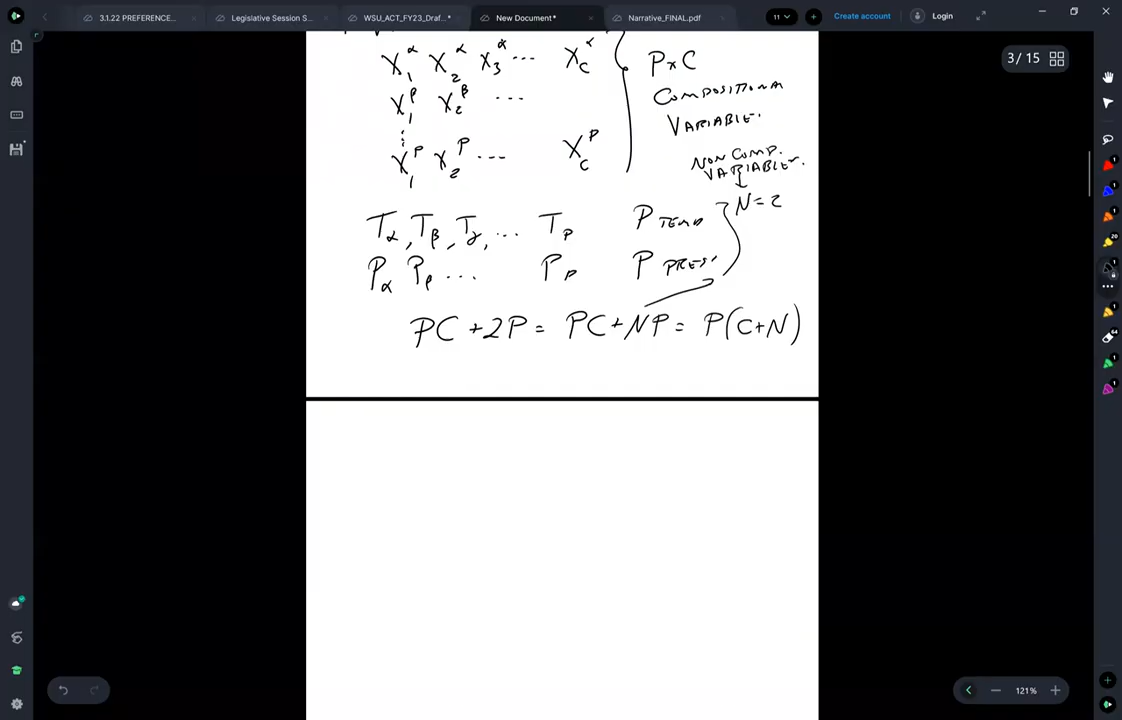 3.1.22 PREFERENCE... Legislative Session S... WSU_ACT_FY23_Draf...* New Document* Narrative_FINAL.pdf 11 Create account Login
3 / 15
X₁^α X₂^α X₃^α ... X_C^α P x C
COMPOSITIONAL
X₁^β X₂^β ...
VARIABLE.
⋮
X₁^P X₂^P ... X_C^P
NON COMP.
VARIABLE
N = 2
T_α, T_β, T_γ, ... T_P P TEMP
P_α P_β ... P_P P PRES.
PC + 2P = PC + NP = P(C+N)
121%